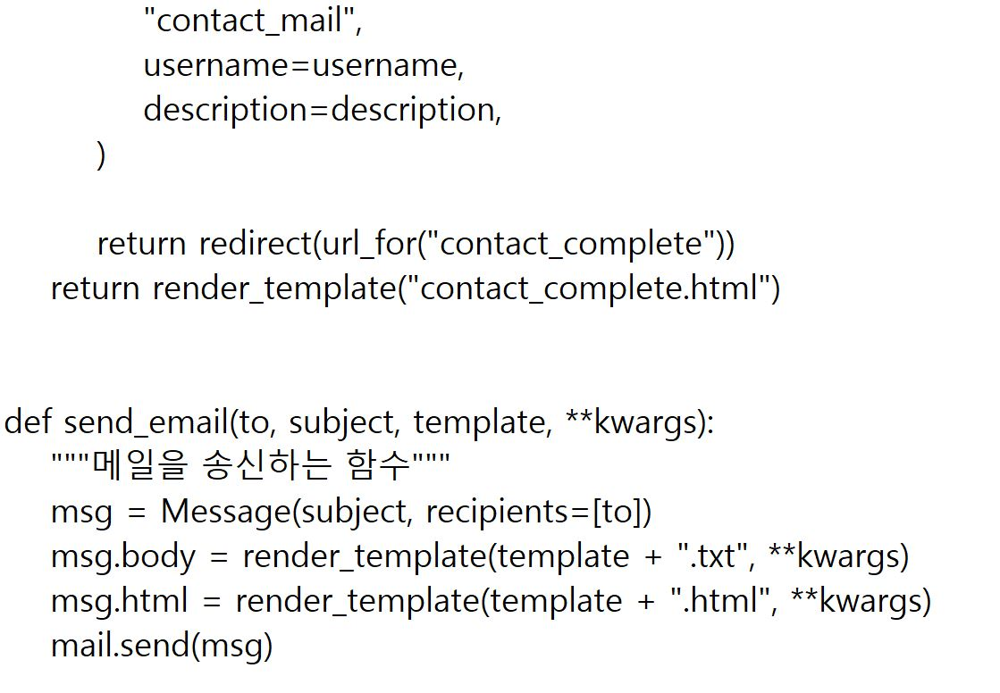 "contact_mail",
username=username,
description=description,
)
return redirect(url_for("contact_complete"))
return render_template("contact_complete.html")
def send_email(to, subject, template, **kwargs):
"""메일을 송신하는 함수"""
msg = Message(subject, recipients=[to])
msg.body = render_template(template + ".txt", **kwargs)
msg.html = render_template(template + ".html", **kwargs)
mail.send(msg)